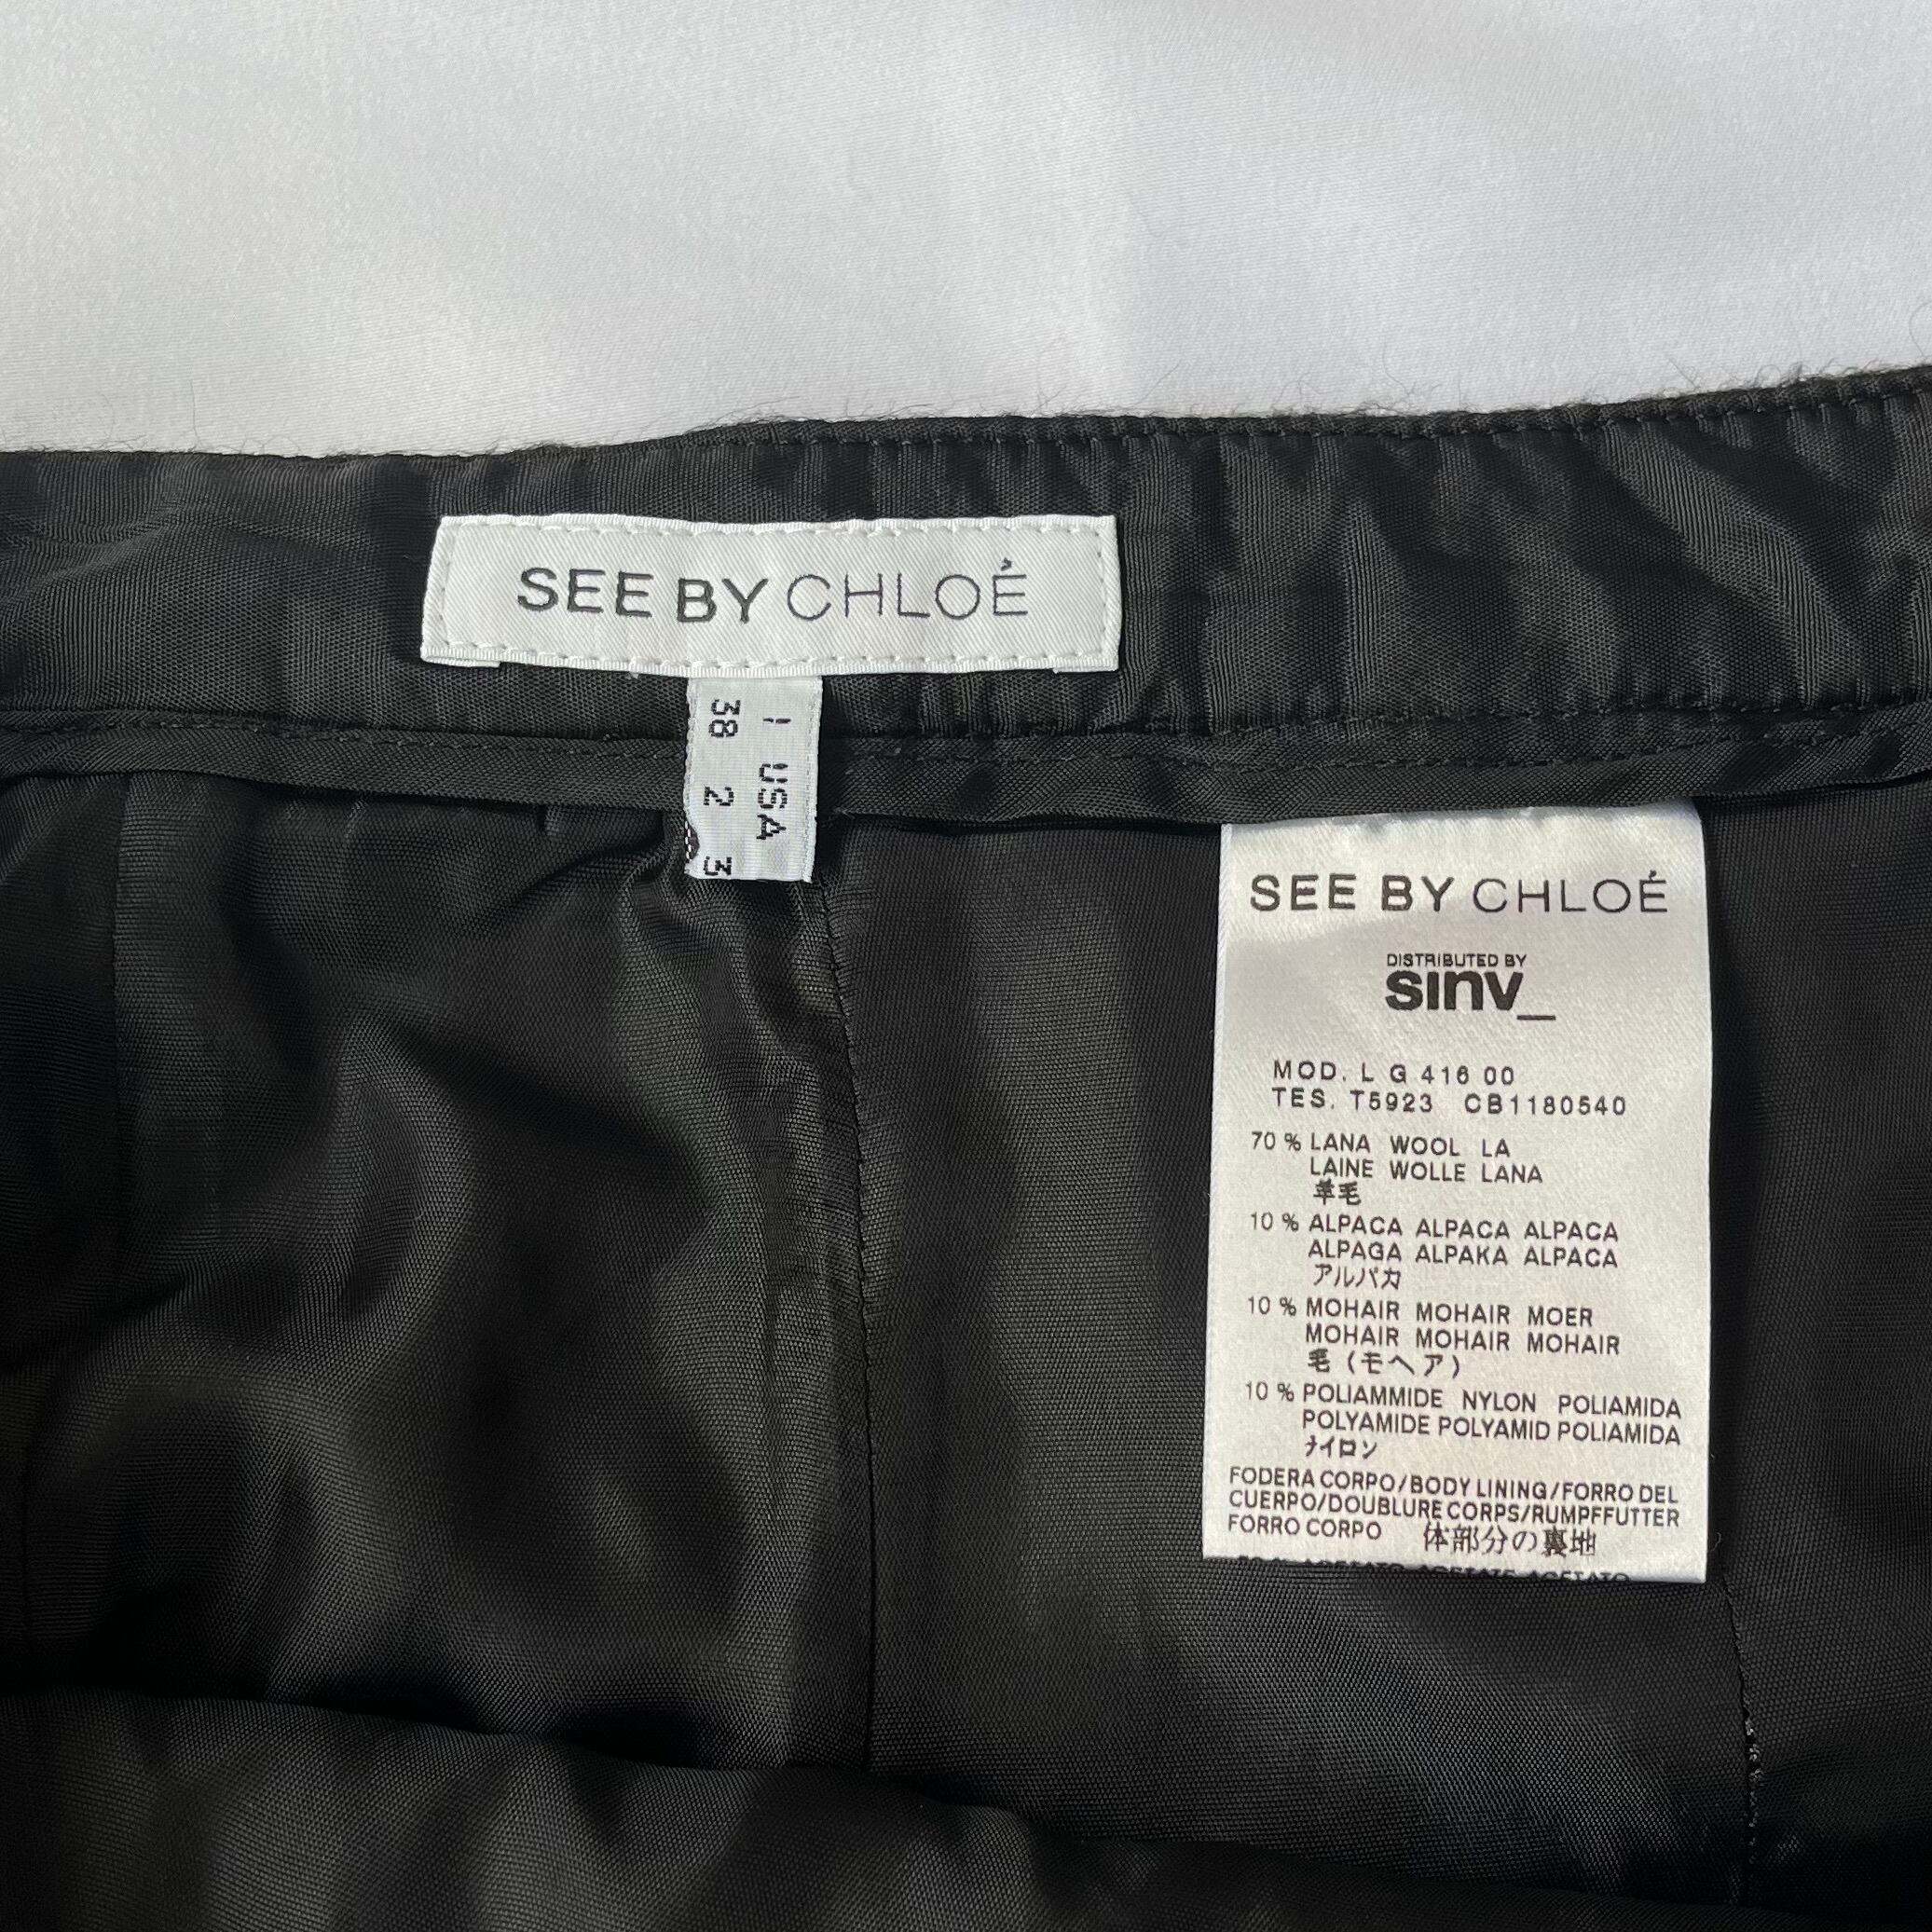 SEE BY CHLOÉ
I USA
38 2 3
SEE BY CHLOÉ
DISTRIBUTED BY
sinv_
MOD. L G 416 00
TES. T5923 CB1180540
70 % LANA WOOL LA
LAINE WOLLE LANA
羊毛
10 % ALPACA ALPACA ALPACA
ALPAGA ALPAKA ALPACA
アルパカ
10 % MOHAIR MOHAIR MOER
MOHAIR MOHAIR MOHAIR
毛 (モヘア)
10 % POLIAMMIDE NYLON POLIAMIDA
POLYAMIDE POLYAMID POLIAMIDA
ナイロン
FODERA CORPO/BODY LINING/FORRO DEL
CUERPO/DOUBLURE CORPS/RUMPFFUTTER
FORRO CORPO 体部分の裏地